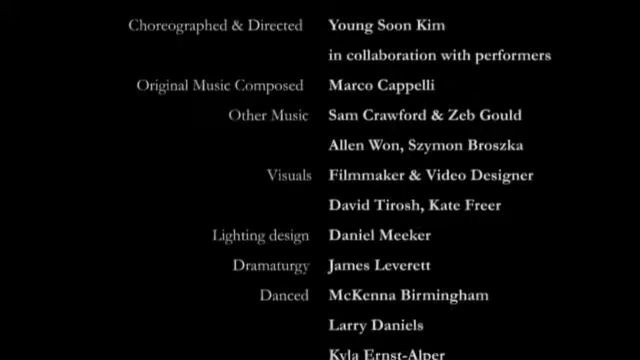 Choreographed & Directed Young Soon Kim
in collaboration with performers
Original Music Composed Marco Cappelli
Other Music Sam Crawford & Zeb Gould
Allen Won, Szymon Broszka
Visuals Filmmaker & Video Designer
David Tirosh, Kate Freer
Lighting design Daniel Meeker
Dramaturgy James Leverett
Danced McKenna Birmingham
Larry Daniels
Kyla Ernst-Alper